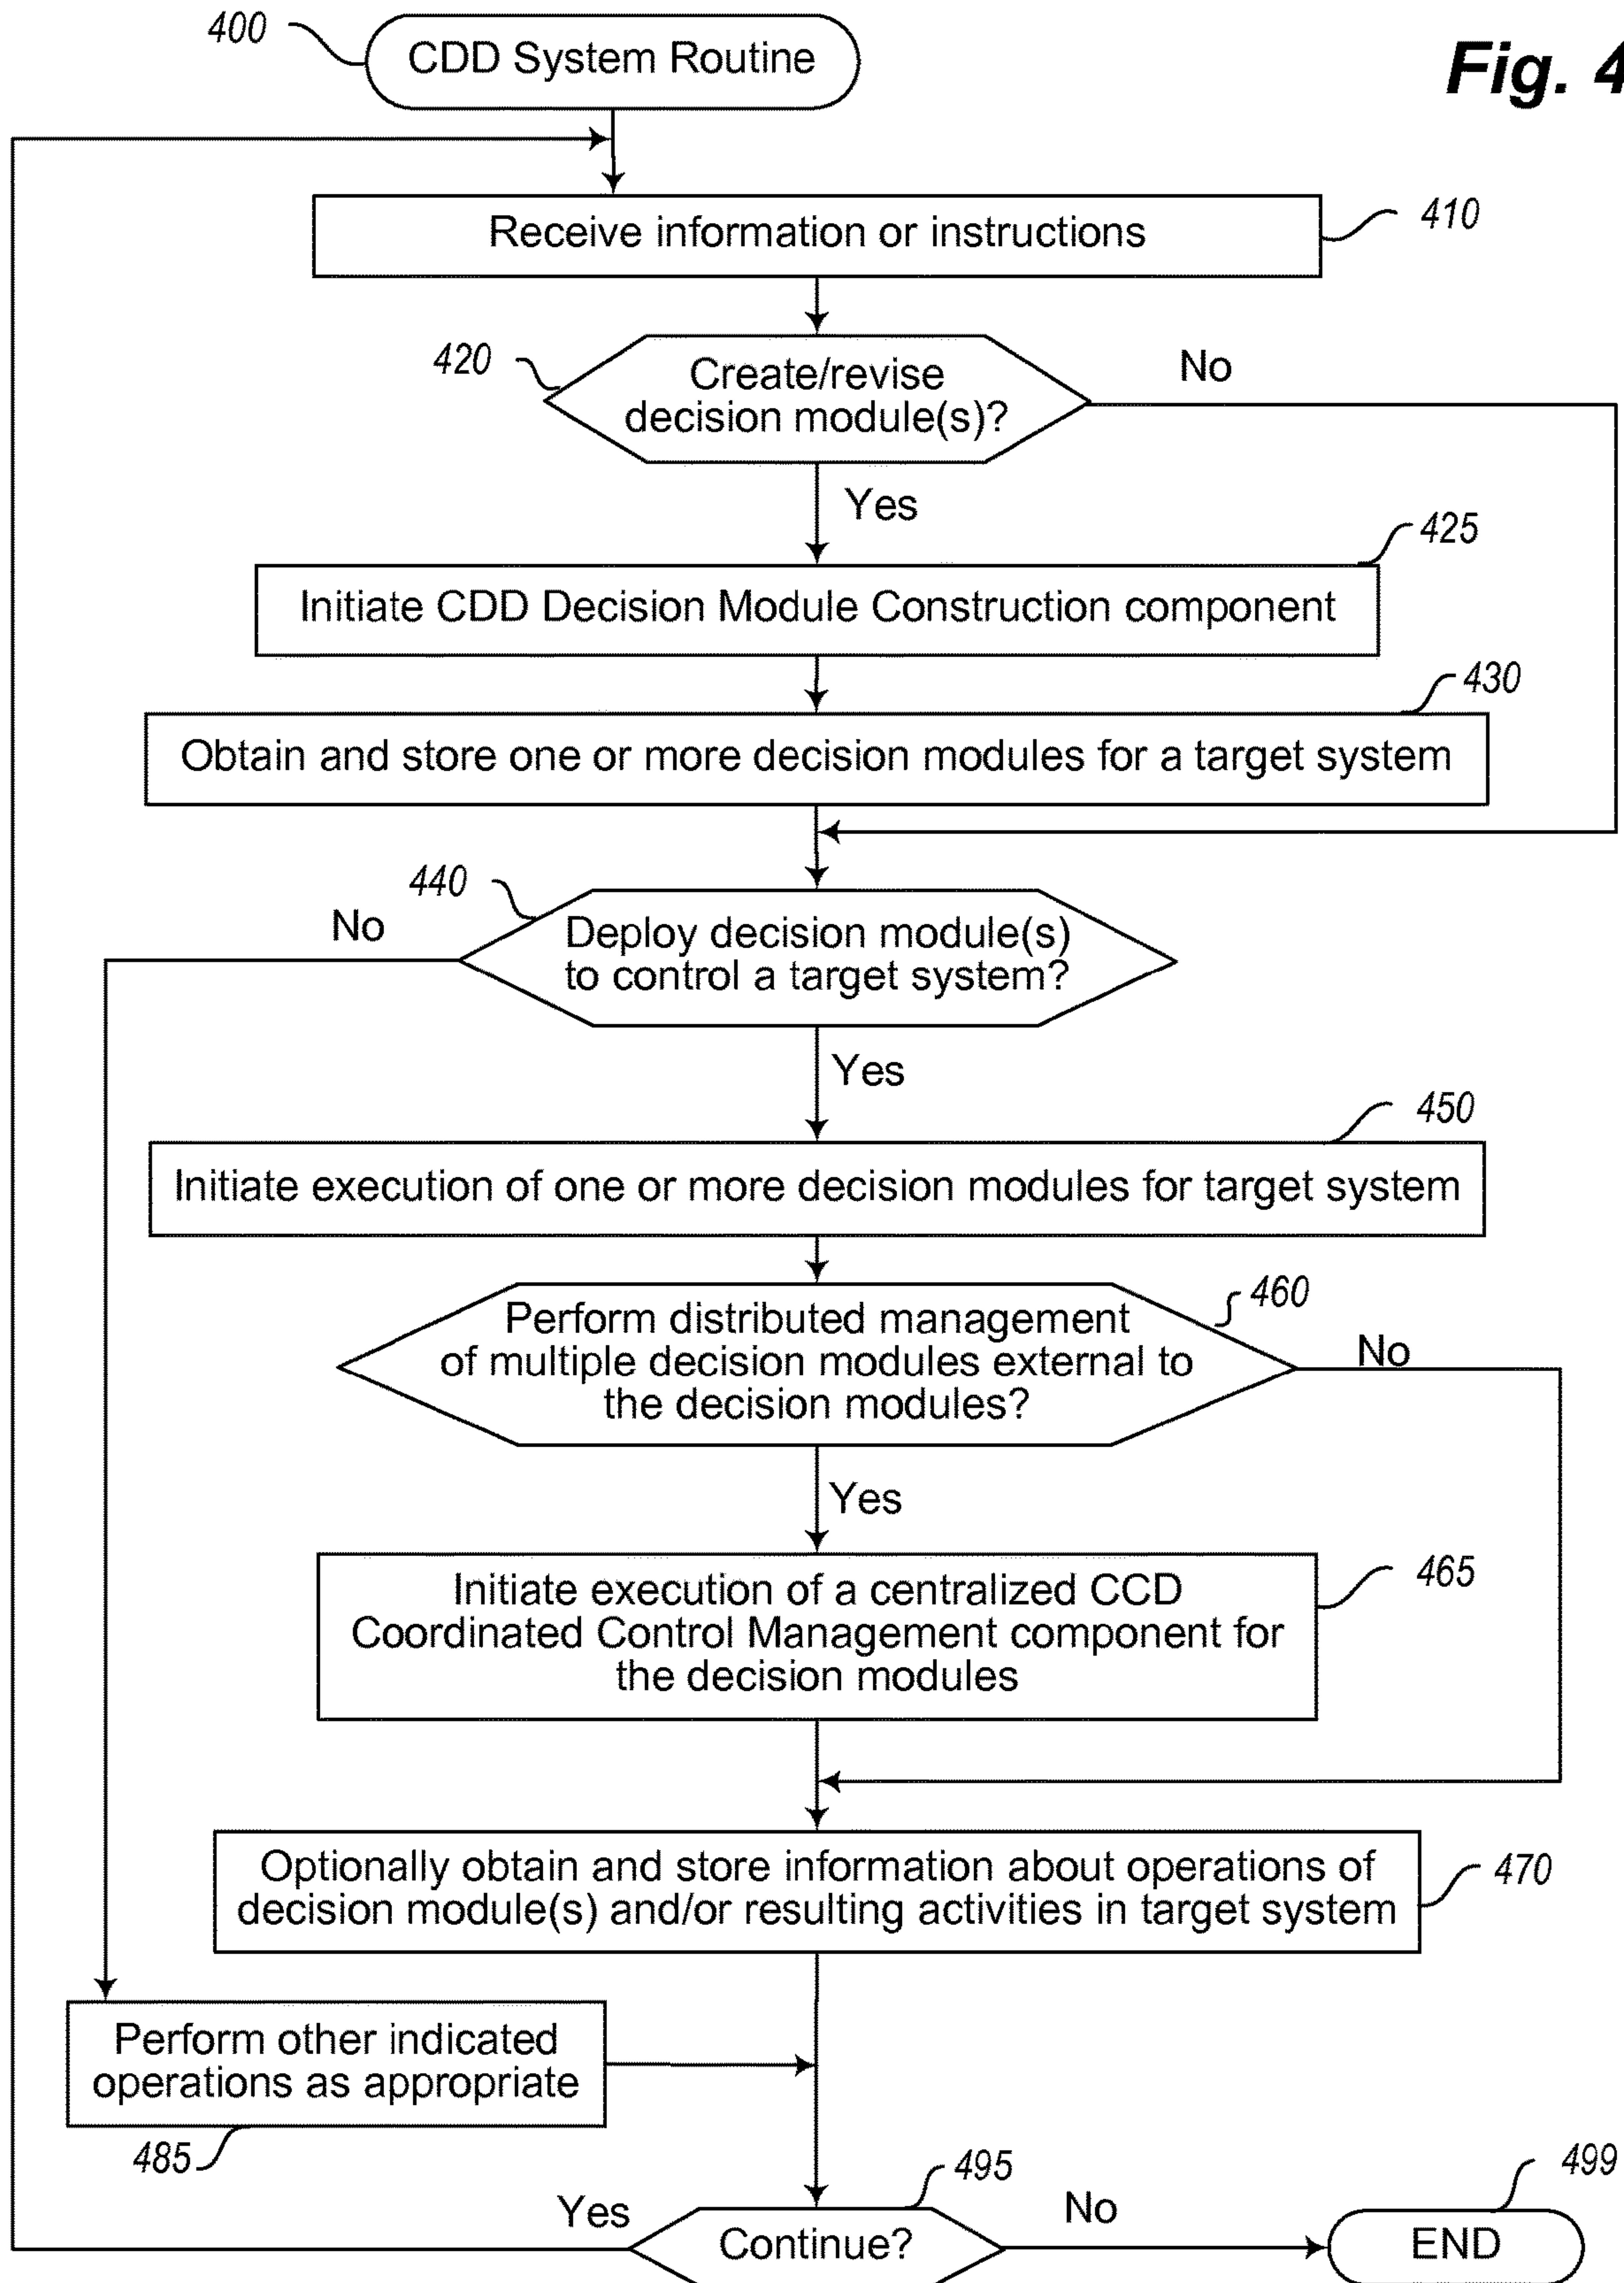 400
CDD System Routine
Fig. 4
Receive information or instructions
410
420
Create/revise
decision module(s)?
No
Yes
425
Initiate CDD Decision Module Construction component
430
Obtain and store one or more decision modules for a target system
440
No
Deploy decision module(s)
to control a target system?
Yes
450
Initiate execution of one or more decision modules for target system
460
Perform distributed management
of multiple decision modules external to
the decision modules?
No
Yes
465
Initiate execution of a centralized CCD
Coordinated Control Management component for
the decision modules
Optionally obtain and store information about operations of
decision module(s) and/or resulting activities in target system
470
Perform other indicated
operations as appropriate
485
495
499
Yes
Continue?
No
END